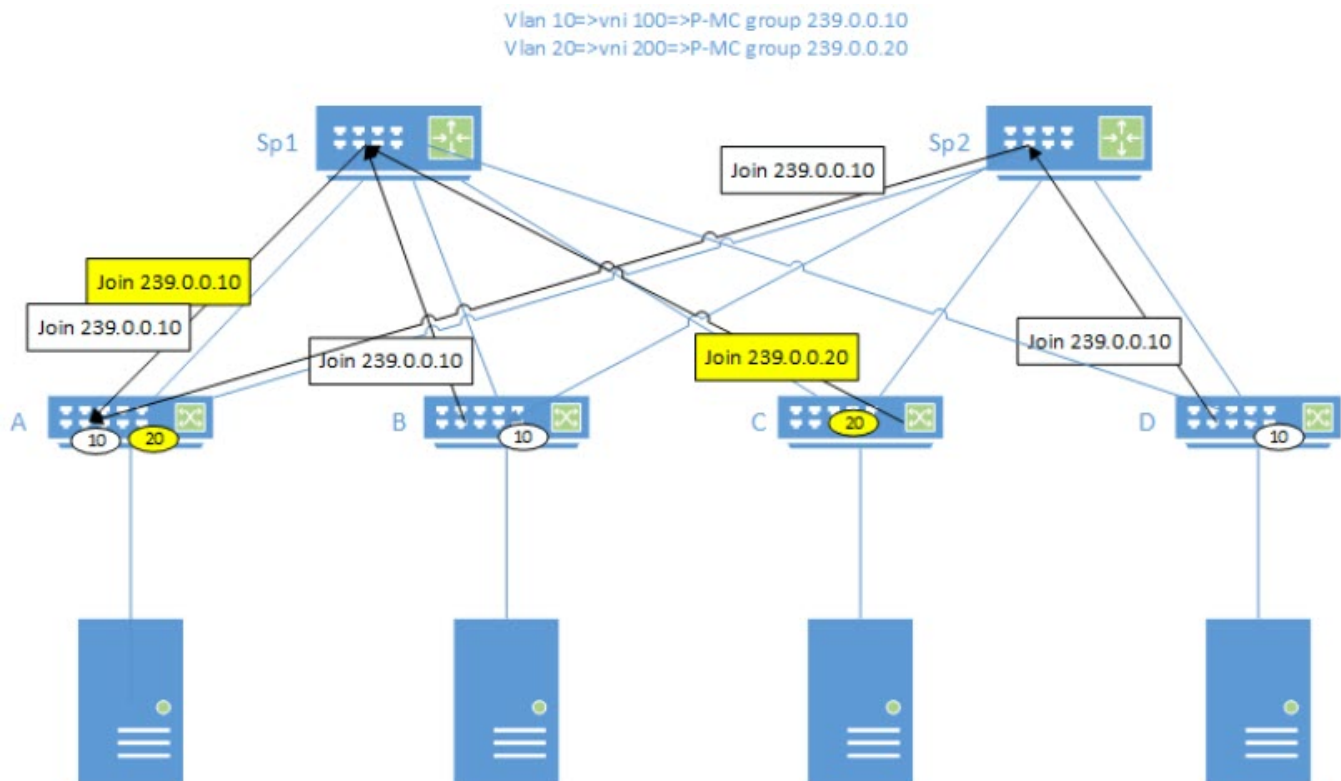 Vlan 10=>vni 100=>P-MC group 239.0.0.10
Vlan 20=>vni 200=>P-MC group 239.0.0.20
Sp1
Sp2
Join 239.0.0.10
Join 239.0.0.10
Join 239.0.0.10
Join 239.0.0.10
Join 239.0.0.20
Join 239.0.0.10
A
10
20
B
10
C
20
D
10